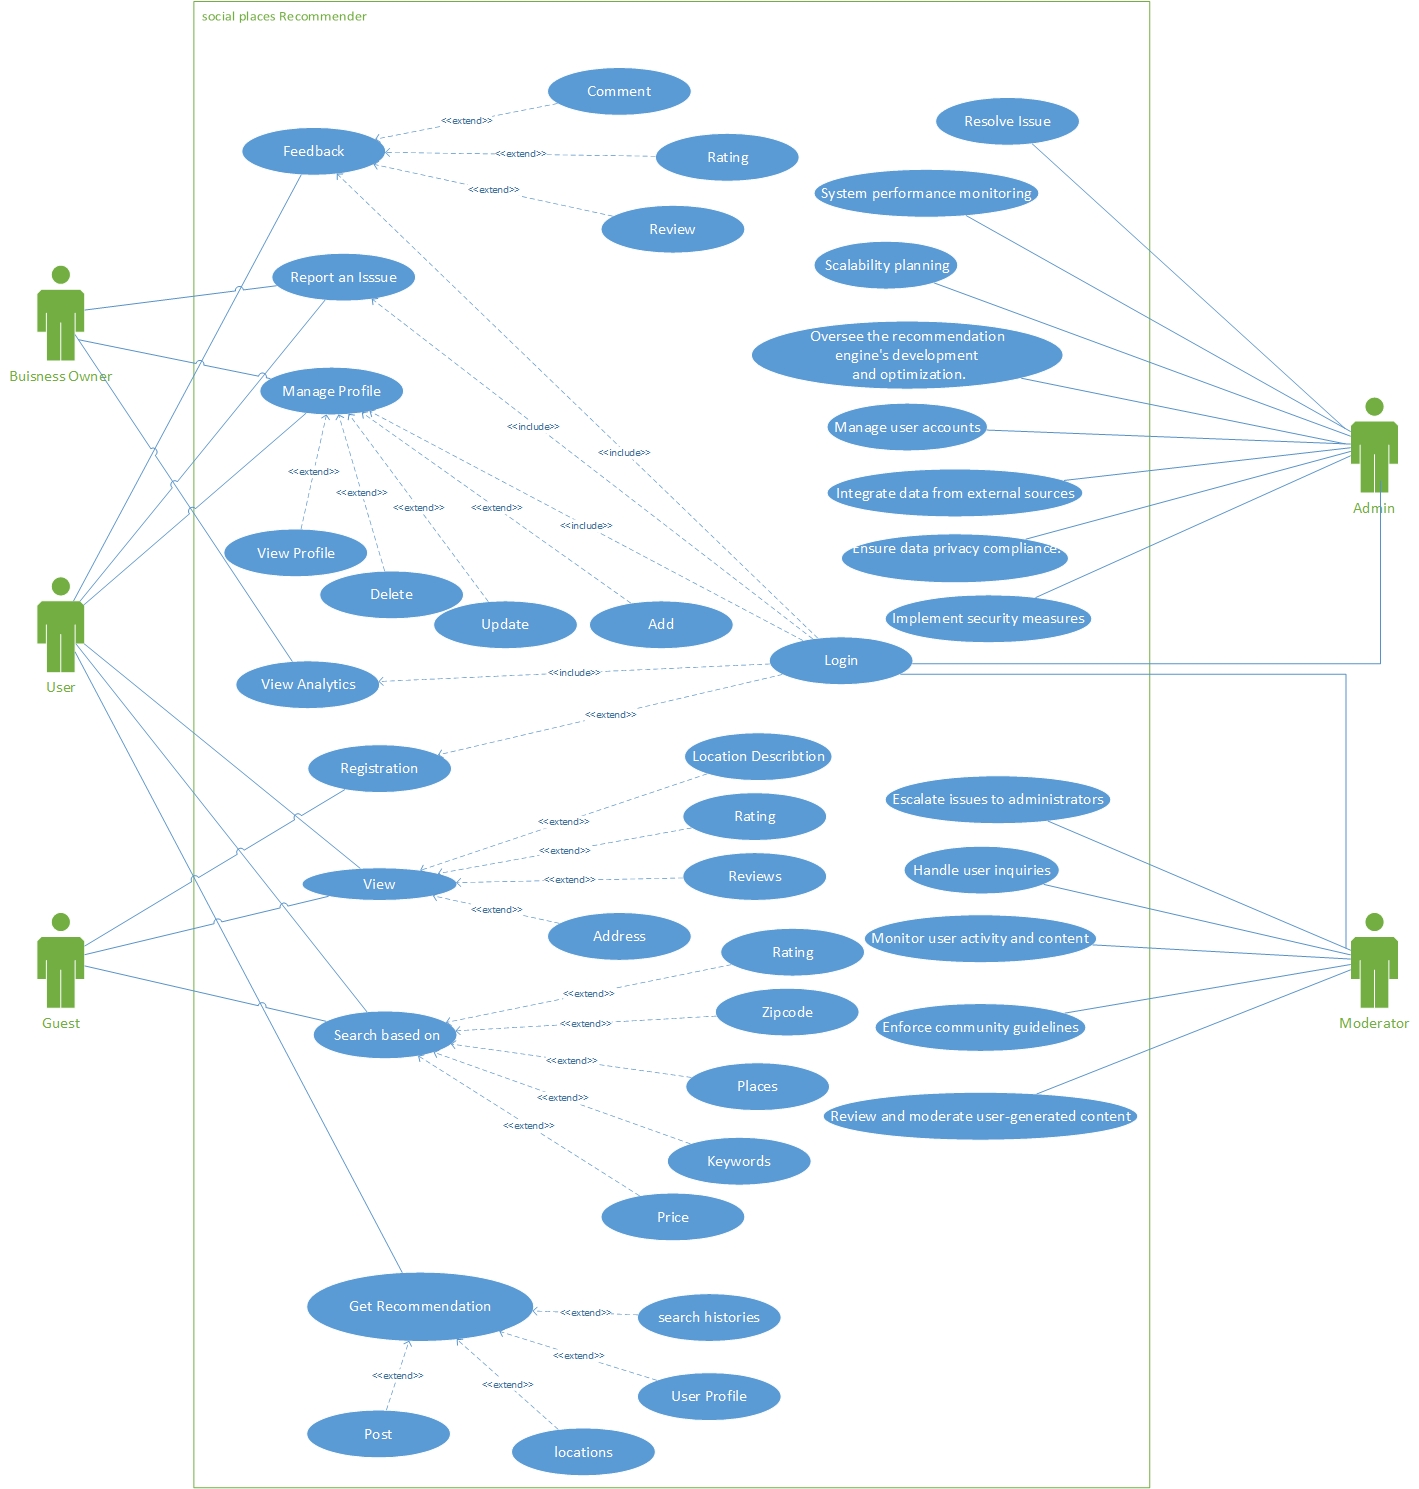 social places Recommender
Comment
<<extend>>
Resolve Issue
Feedback
<<extend>>
Rating
<<extend>>
System performance monitoring
Review
Scalability planning
Report an Isssue
Oversee the recommendation
engine's development
and optimization.
Buisness Owner
Manage Profile
<<include>>
Manage user accounts
<<include>>
<<extend>>
<<extend>>
<<extend>>
<<extend>>
<<include>>
Integrate data from external sources
Admin
View Profile
Ensure data privacy compliance.
Delete
Update
Add
Implement security measures
User
Login
View Analytics
<<include>>
<<extend>>
Registration
Location Describtion
Escalate issues to administrators
<<extend>>
Rating
<<extend>>
Handle user inquiries
View
<<extend>>
Reviews
<<extend>>
Address
Monitor user activity and content
Rating
<<extend>>
Guest
Zipcode
<<extend>>
Moderator
Search based on
Enforce community guidelines
<<extend>>
Places
<<extend>>
<<extend>>
Review and moderate user-generated content
Keywords
Price
Get Recommendation
<<extend>>
search histories
<<extend>>
<<extend>>
<<extend>>
User Profile
Post
locations